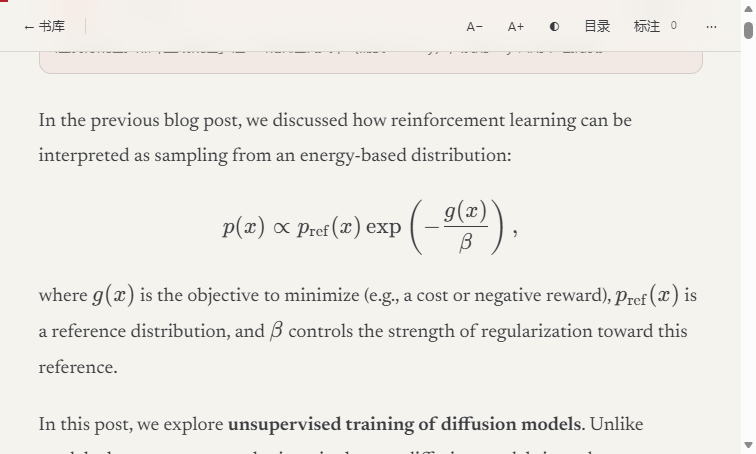 ← 书库
A− A+ ◐ 目录 标注 0 ···
In the previous blog post, we discussed how reinforcement learning can be
interpreted as sampling from an energy-based distribution:
p(x) ∝ p_ref(x) exp(−g(x)/β),
where g(x) is the objective to minimize (e.g., a cost or negative reward), p_ref(x) is
a reference distribution, and β controls the strength of regularization toward this
reference.
In this post, we explore unsupervised training of diffusion models. Unlike